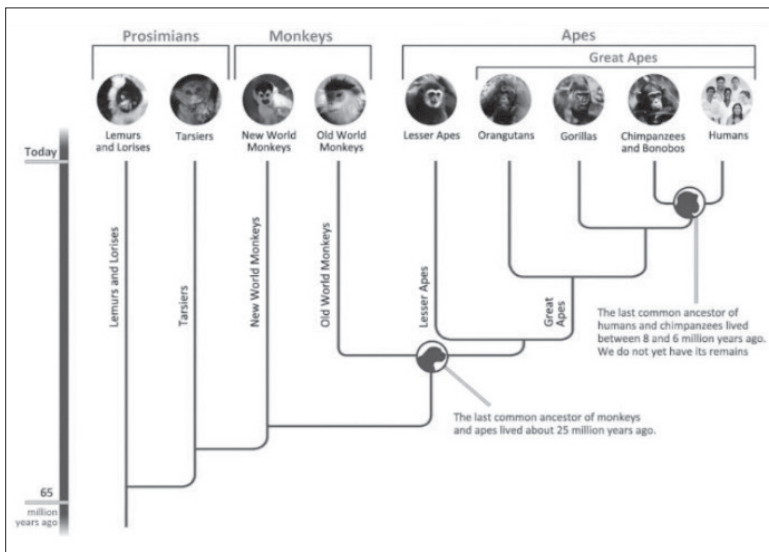 Prosimians
Monkeys
Apes
Great Apes
Lemurs
and Lorises
Tarsiers
New World
Monkeys
Old World
Monkeys
Lesser Apes
Orangutans
Gorillas
Chimpanzees
and Bonobos
Humans
Today
Lemurs and Lorises
Tarsiers
New World Monkeys
Old World Monkeys
Lesser Apes
Great
Apes
The last common ancestor of
humans and chimpanzees lived
between 8 and 6 million years ago.
We do not yet have its remains
The last common ancestor of monkeys
and apes lived about 25 million years ago.
65
million
years ago